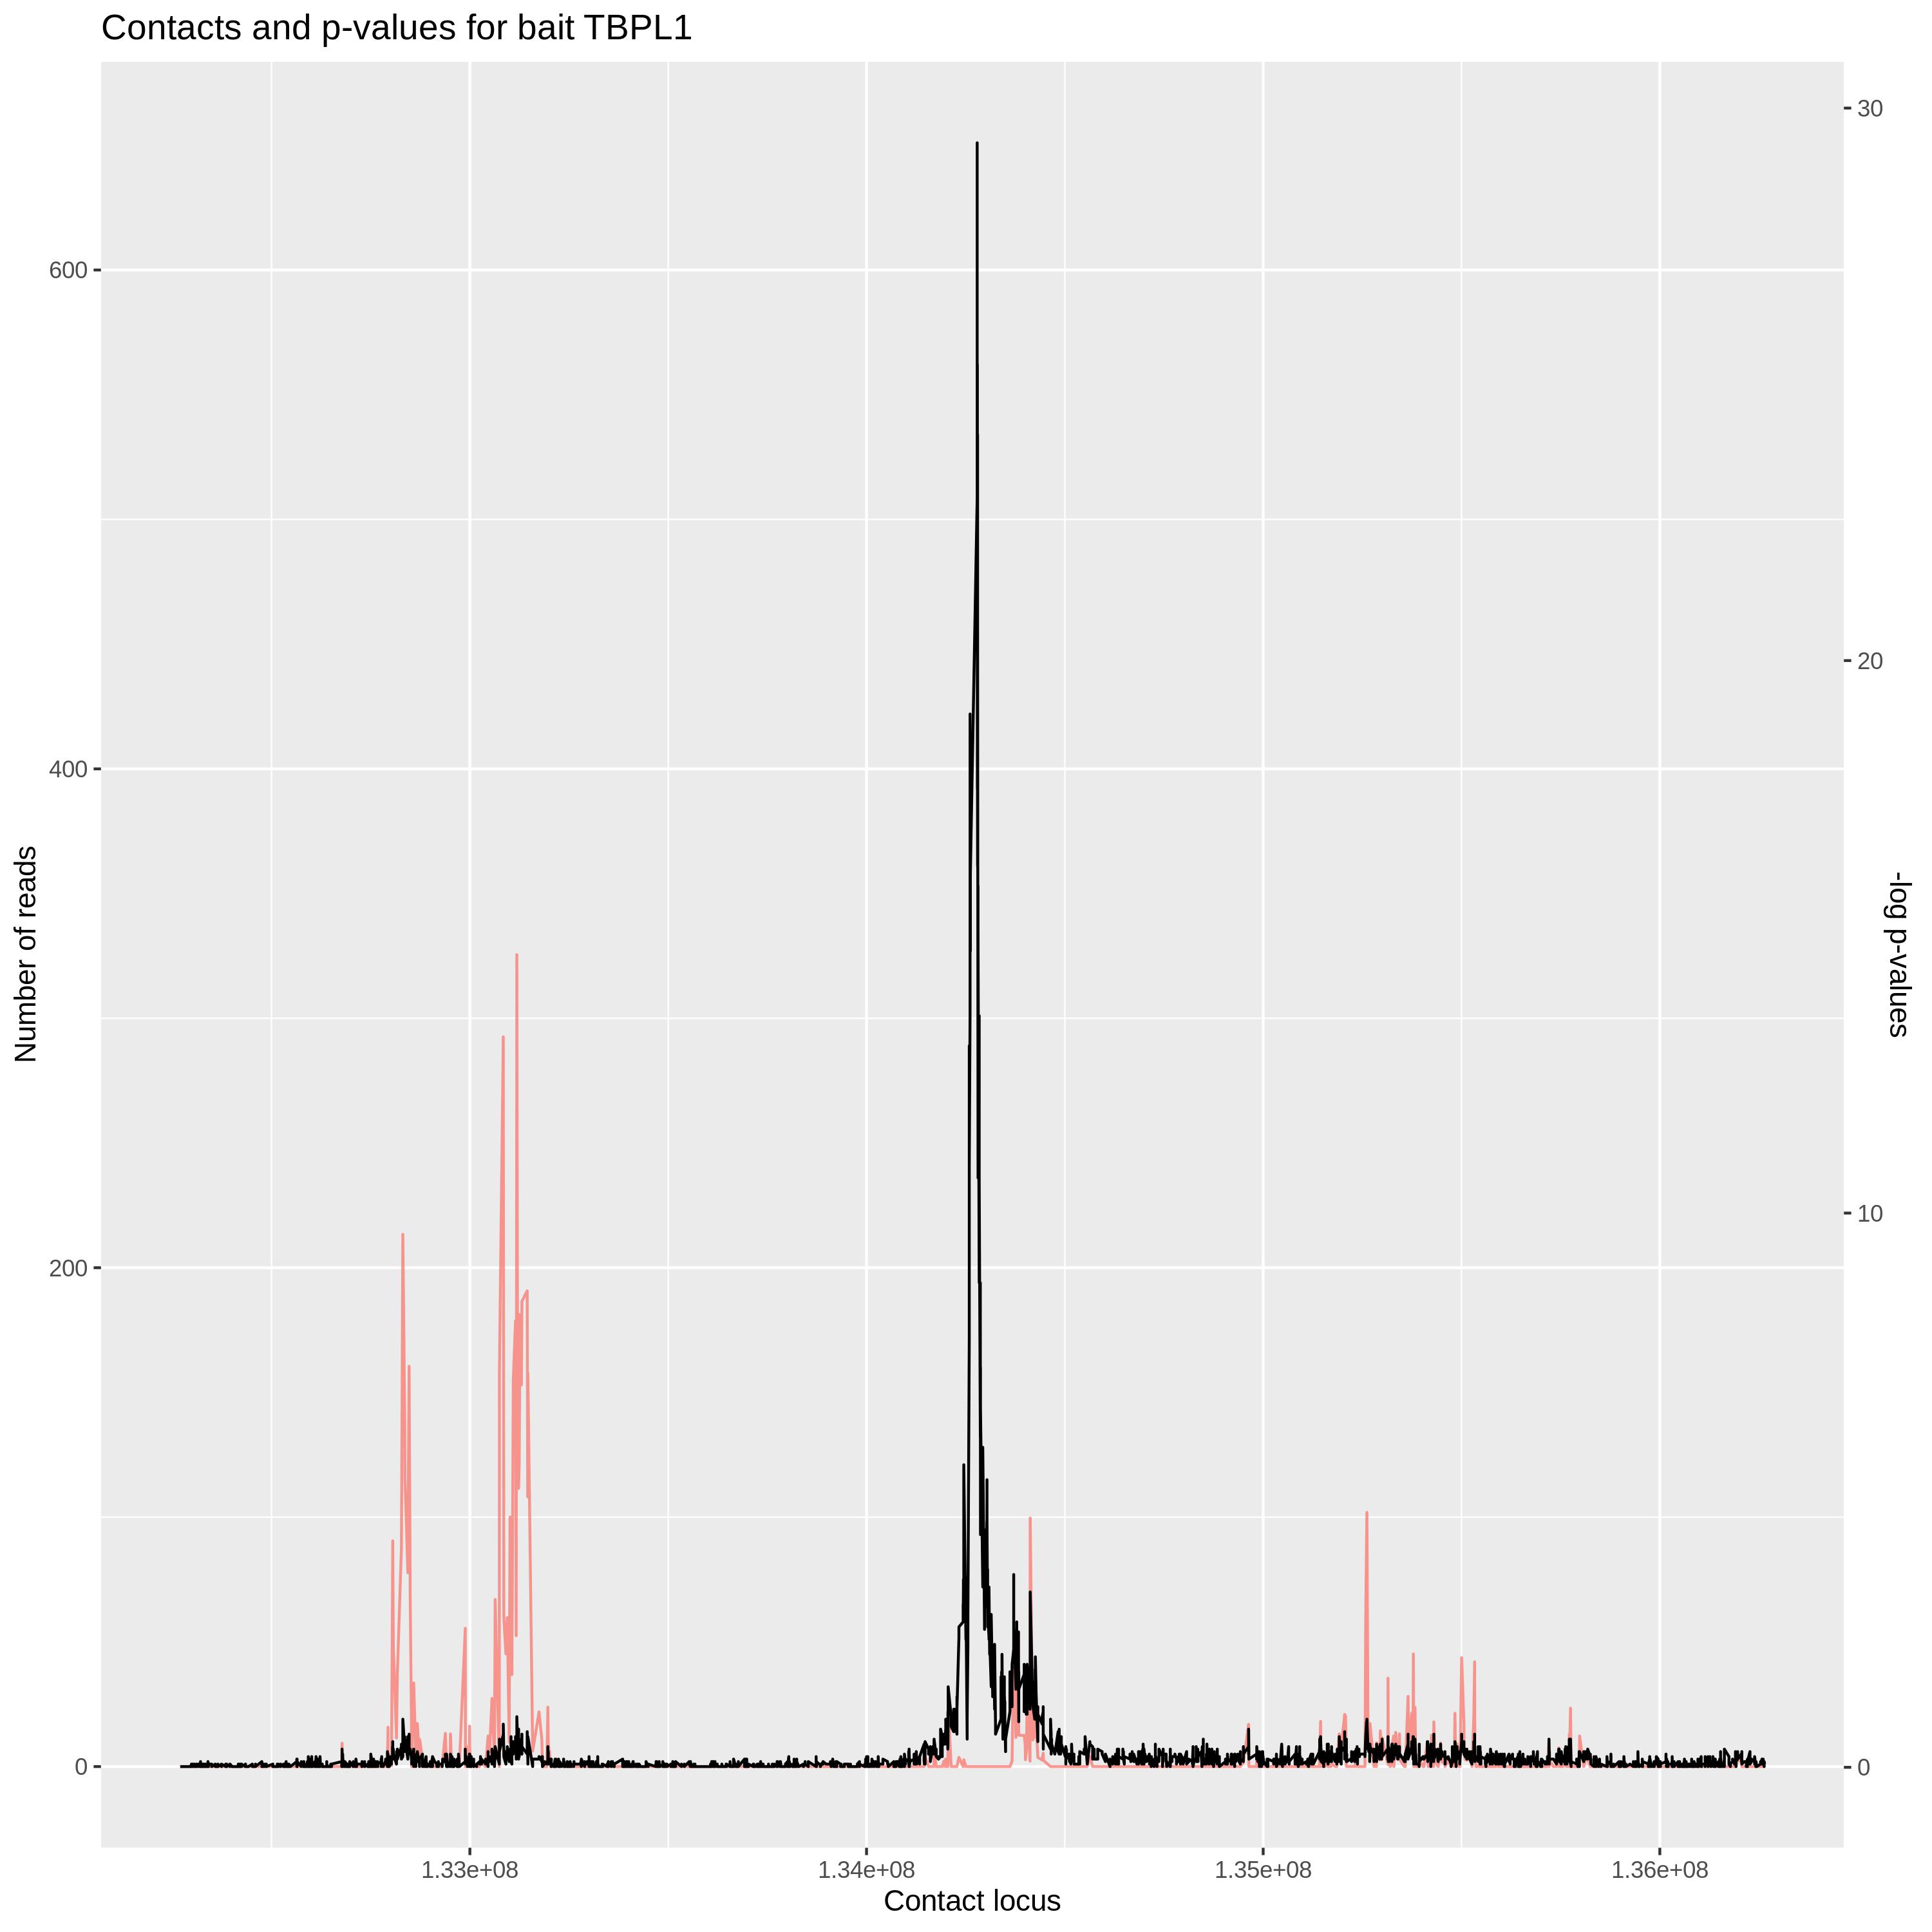 Contacts and p-values for bait TBPL1
600
400
200
0
Number of reads
30
20
10
0
-log p-values
1.33e+08
1.34e+08
1.35e+08
1.36e+08
Contact locus